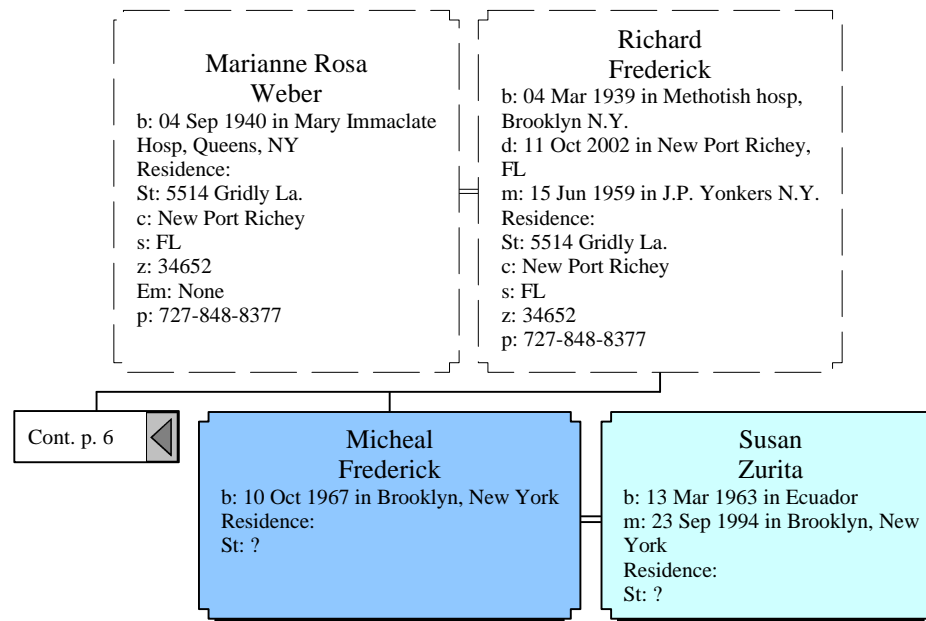 Marianne Rosa
Weber
b: 04 Sep 1940 in Mary Immaclate
Hosp, Queens, NY
Residence:
St: 5514 Gridly La.
c: New Port Richey
s: FL
z: 34652
Em: None
p: 727-848-8377
Richard
Frederick
b: 04 Mar 1939 in Methotish hosp,
Brooklyn N.Y.
d: 11 Oct 2002 in New Port Richey,
FL
m: 15 Jun 1959 in J.P. Yonkers N.Y.
Residence:
St: 5514 Gridly La.
c: New Port Richey
s: FL
z: 34652
p: 727-848-8377
Cont. p. 6
Micheal
Frederick
b: 10 Oct 1967 in Brooklyn, New York
Residence:
St: ?
Susan
Zurita
b: 13 Mar 1963 in Ecuador
m: 23 Sep 1994 in Brooklyn, New
York
Residence:
St: ?